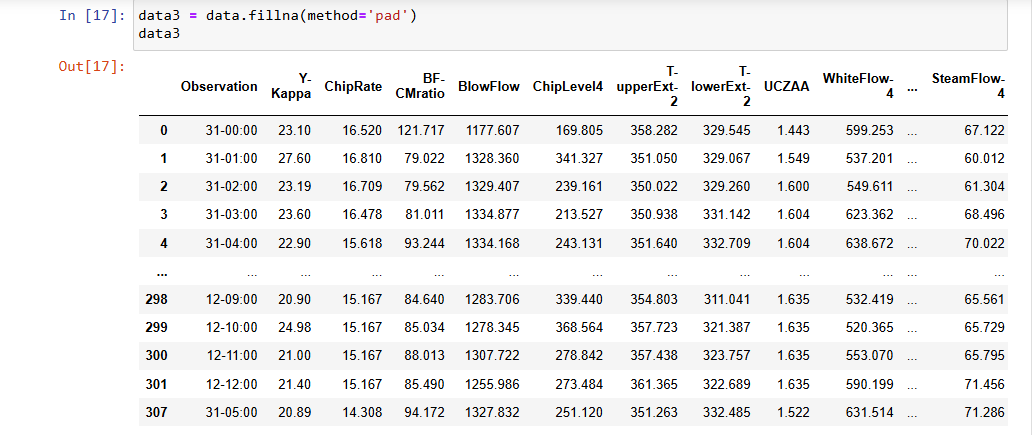 In [17]: data3 = data.fillna(method='pad')
data3
Out[17]:
Observation Y-Kappa ChipRate BF-CMratio BlowFlow ChipLevel4 T-upperExt-2 T-lowerExt-2 UCZAA WhiteFlow-4 ... SteamFlow-4
0 31-00:00 23.10 16.520 121.717 1177.607 169.805 358.282 329.545 1.443 599.253 ... 67.122
1 31-01:00 27.60 16.810 79.022 1328.360 341.327 351.050 329.067 1.549 537.201 ... 60.012
2 31-02:00 23.19 16.709 79.562 1329.407 239.161 350.022 329.260 1.600 549.611 ... 61.304
3 31-03:00 23.60 16.478 81.011 1334.877 213.527 350.938 331.142 1.604 623.362 ... 68.496
4 31-04:00 22.90 15.618 93.244 1334.168 243.131 351.640 332.709 1.604 638.672 ... 70.022
... ... ... ... ... ... ... ... ... ... ... ... ...
298 12-09:00 20.90 15.167 84.640 1283.706 339.440 354.803 311.041 1.635 532.419 ... 65.561
299 12-10:00 24.98 15.167 85.034 1278.345 368.564 357.723 321.387 1.635 520.365 ... 65.729
300 12-11:00 21.00 15.167 88.013 1307.722 278.842 357.438 323.757 1.635 553.070 ... 65.795
301 12-12:00 21.40 15.167 85.490 1255.986 273.484 361.365 322.689 1.635 590.199 ... 71.456
307 31-05:00 20.89 14.308 94.172 1327.832 251.120 351.263 332.485 1.522 631.514 ... 71.286